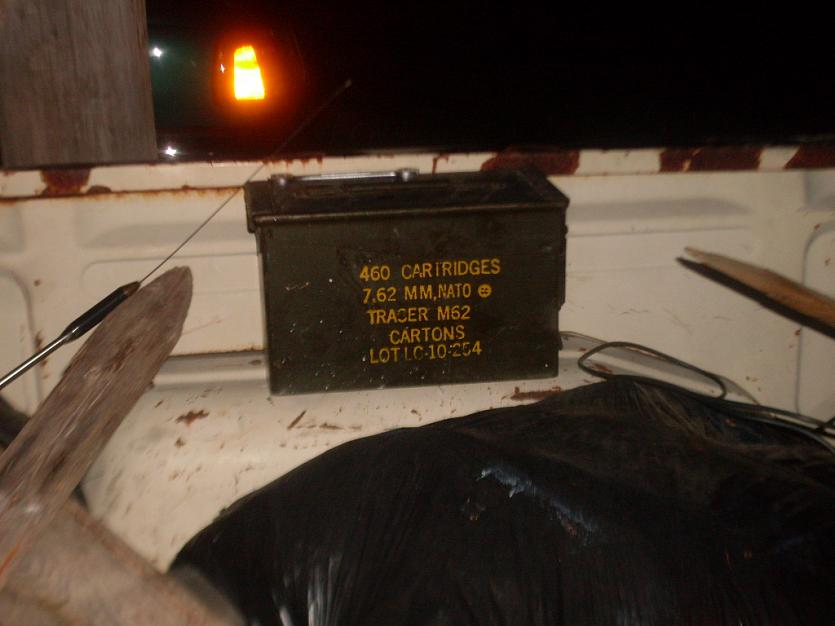 460 CARTRIDGES
7.62 MM, NATO ⊕
TRACER M62
CARTONS
LOT LC-10-254